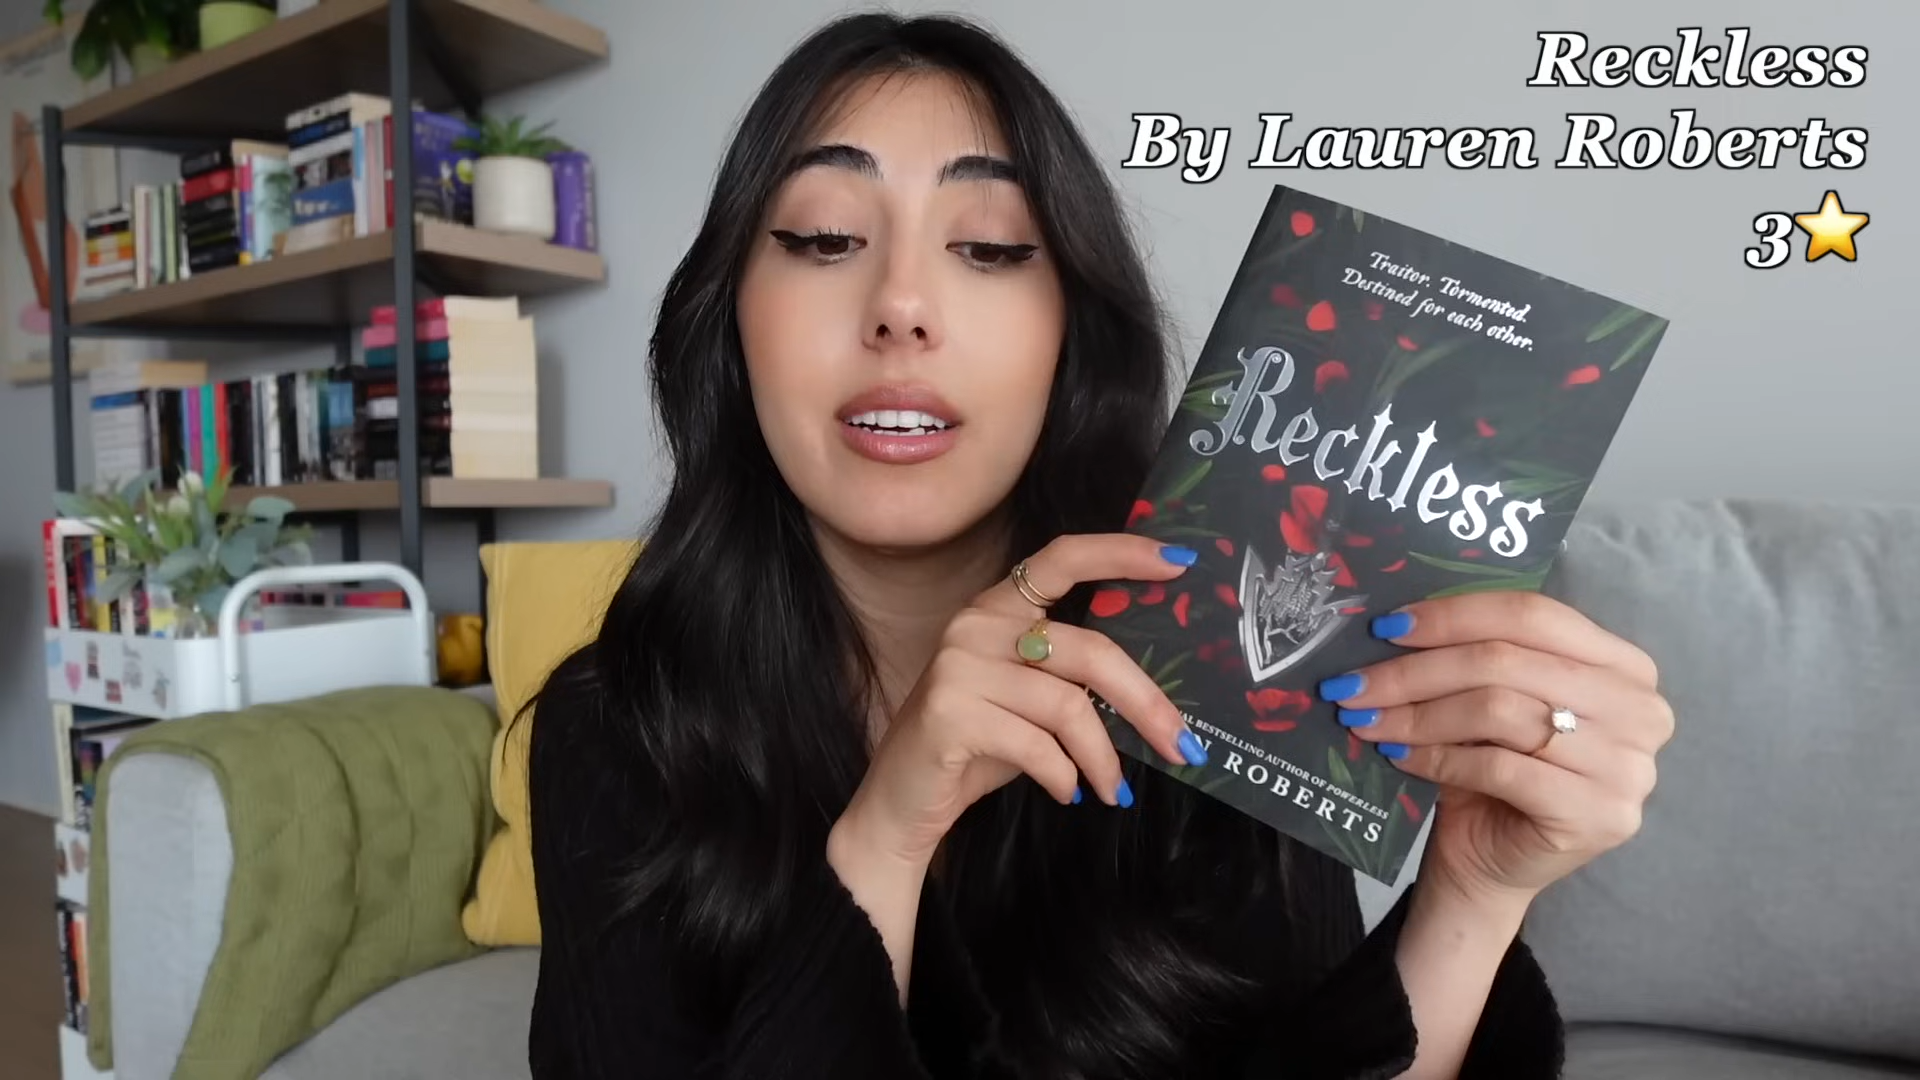 Reckless
By Lauren Roberts
3⭐
Traitor. Tormented.
Destined for each other.
Reckless
BESTSELLING AUTHOR OF POWERLESS
ROBERTS